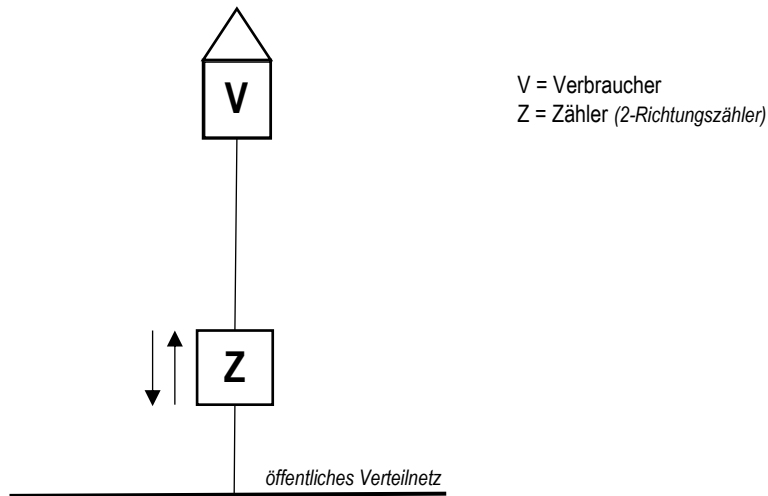 V
V = Verbraucher
Z = Zähler (2-Richtungszähler)
Z
öffentliches Verteilnetz